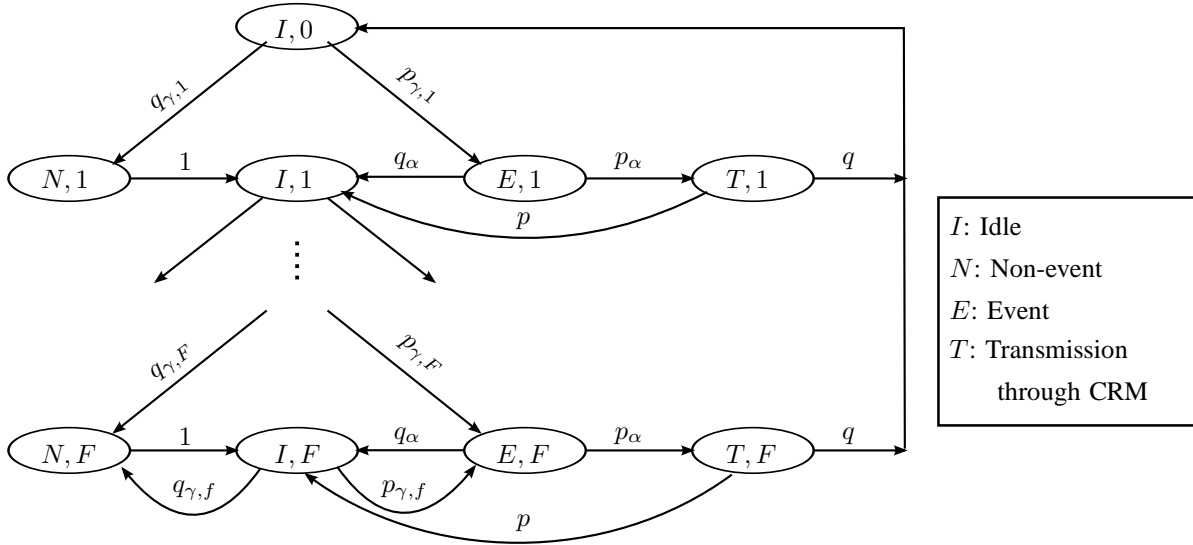 I, 0
q_{γ,1} p_{γ,1}
N, 1 1 I, 1 q_α E, 1 p_α T, 1 q
p
I: Idle
N: Non-event
E: Event
T: Transmission
through CRM
q_{γ,F} p_{γ,F}
N, F 1 I, F q_α E, F p_α T, F q
q_{γ,f} p_{γ,f}
p